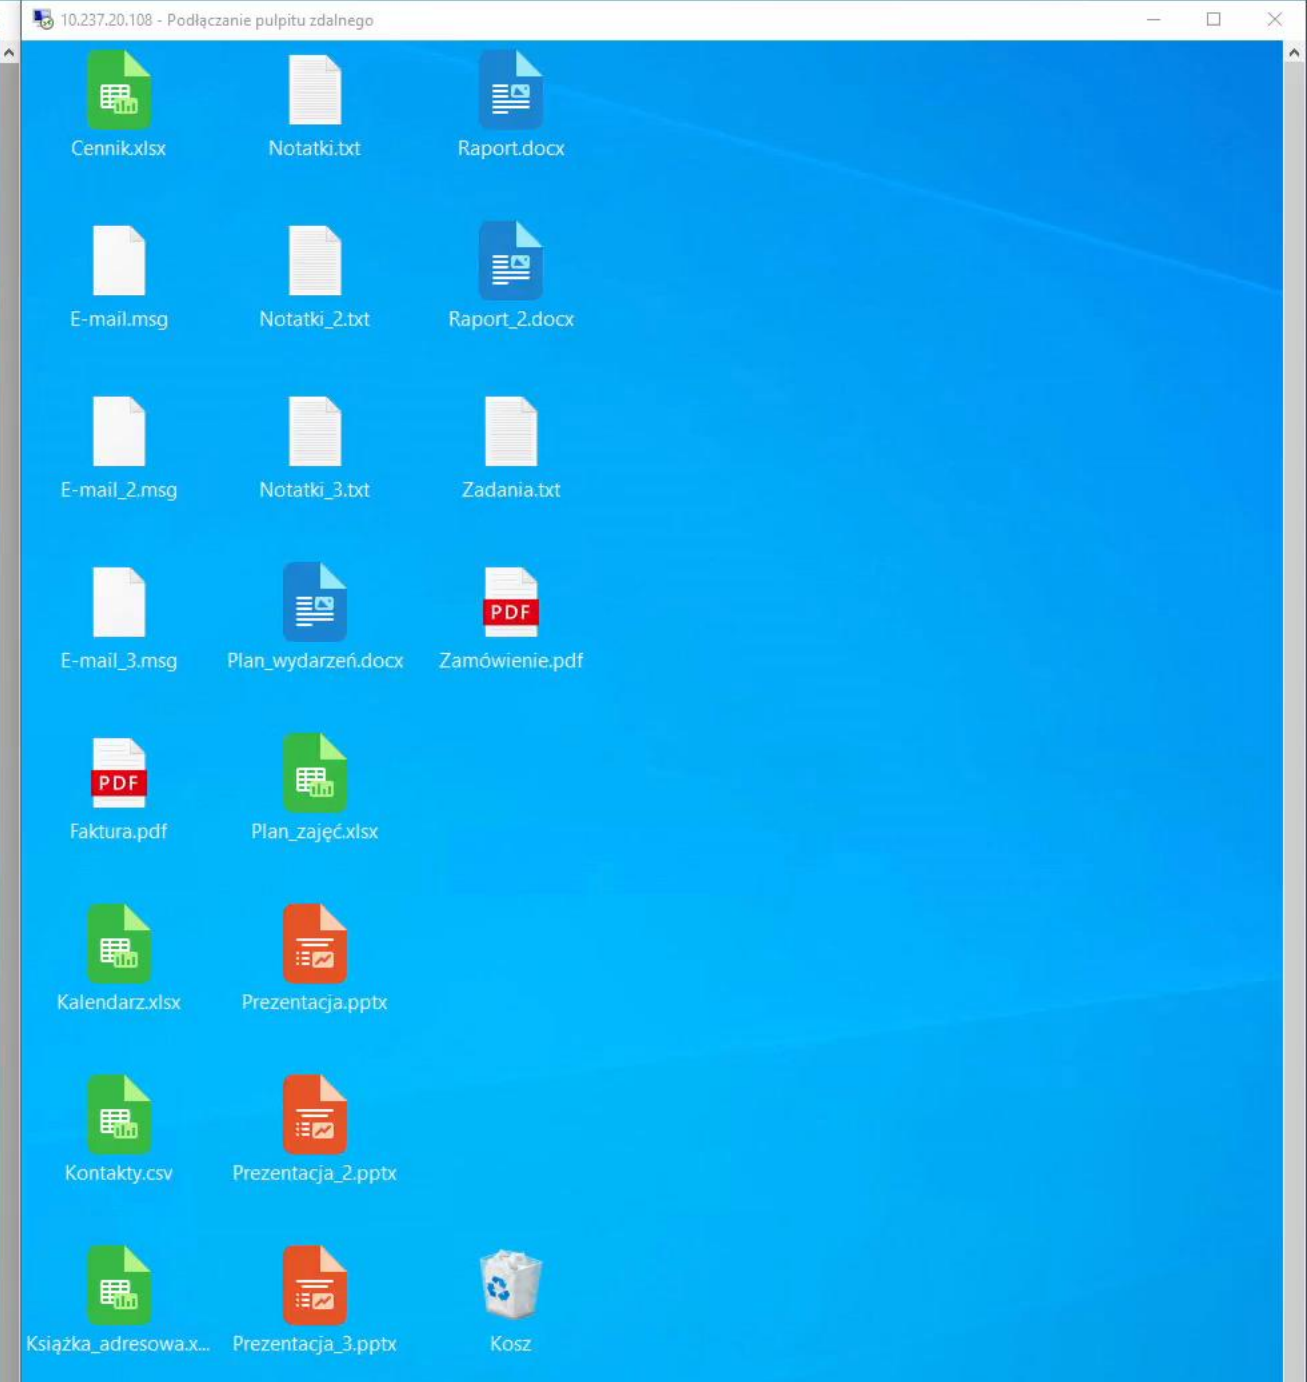 10.237.20.108 - Podłączanie pulpitu zdalnego
Cennik.xlsx
Notatki.txt
Raport.docx
E-mail.msg
Notatki_2.txt
Raport_2.docx
E-mail_2.msg
Notatki_3.txt
Zadania.txt
PDF
E-mail_3.msg
Plan_wydarzeń.docx
Zamówienie.pdf
PDF
Faktura.pdf
Plan_zajęć.xlsx
Kalendarz.xlsx
Prezentacja.pptx
Kontakty.csv
Prezentacja_2.pptx
Książka_adresowa.x...
Prezentacja_3.pptx
Kosz